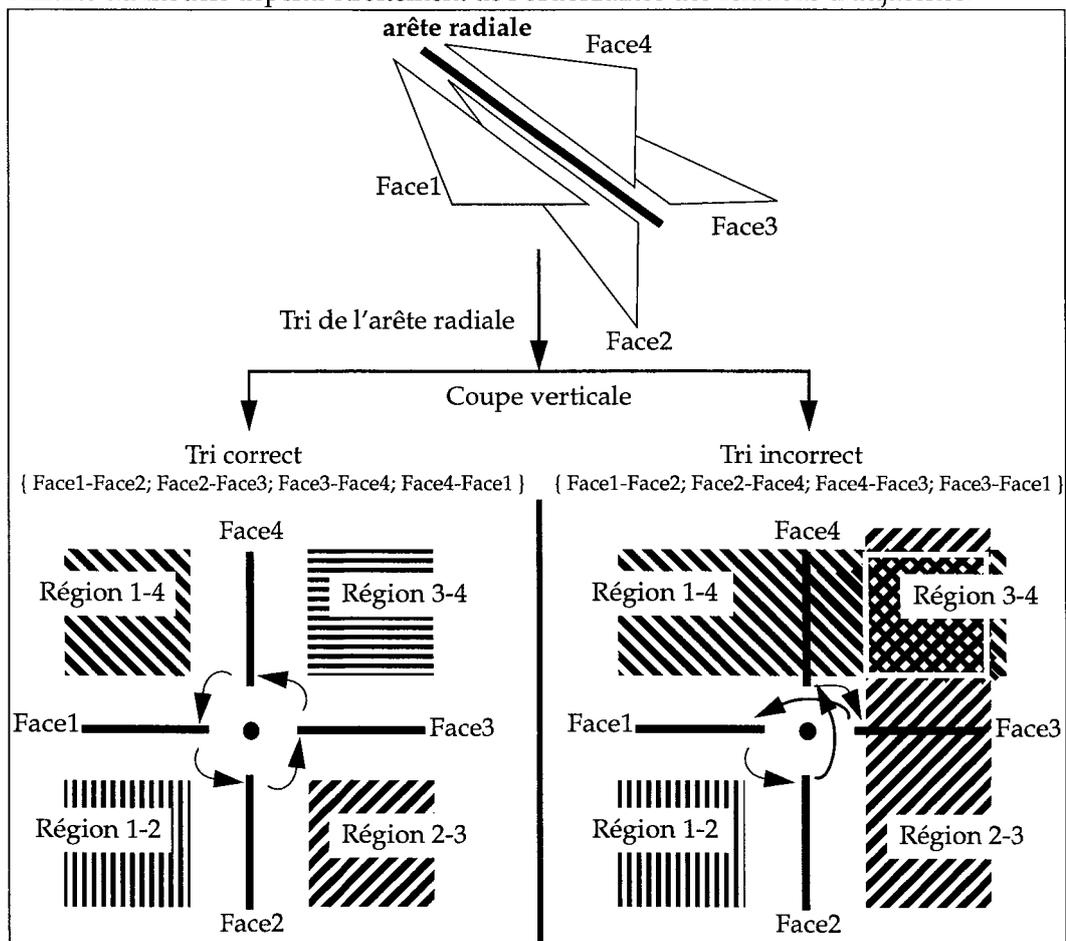 arête radiale
Face4
Face1
Face3
Face2
Tri de l'arête radiale
Coupe verticale
Tri correct
{ Face1-Face2; Face2-Face3; Face3-Face4; Face4-Face1 }
Face4
Région 1-4
Région 3-4
Face1
Face3
Région 1-2
Région 2-3
Face2
Tri incorrect
{ Face1-Face2; Face2-Face4; Face4-Face3; Face3-Face1 }
Face4
Région 1-4
Région 3-4
Face1
Face3
Région 1-2
Région 2-3
Face2